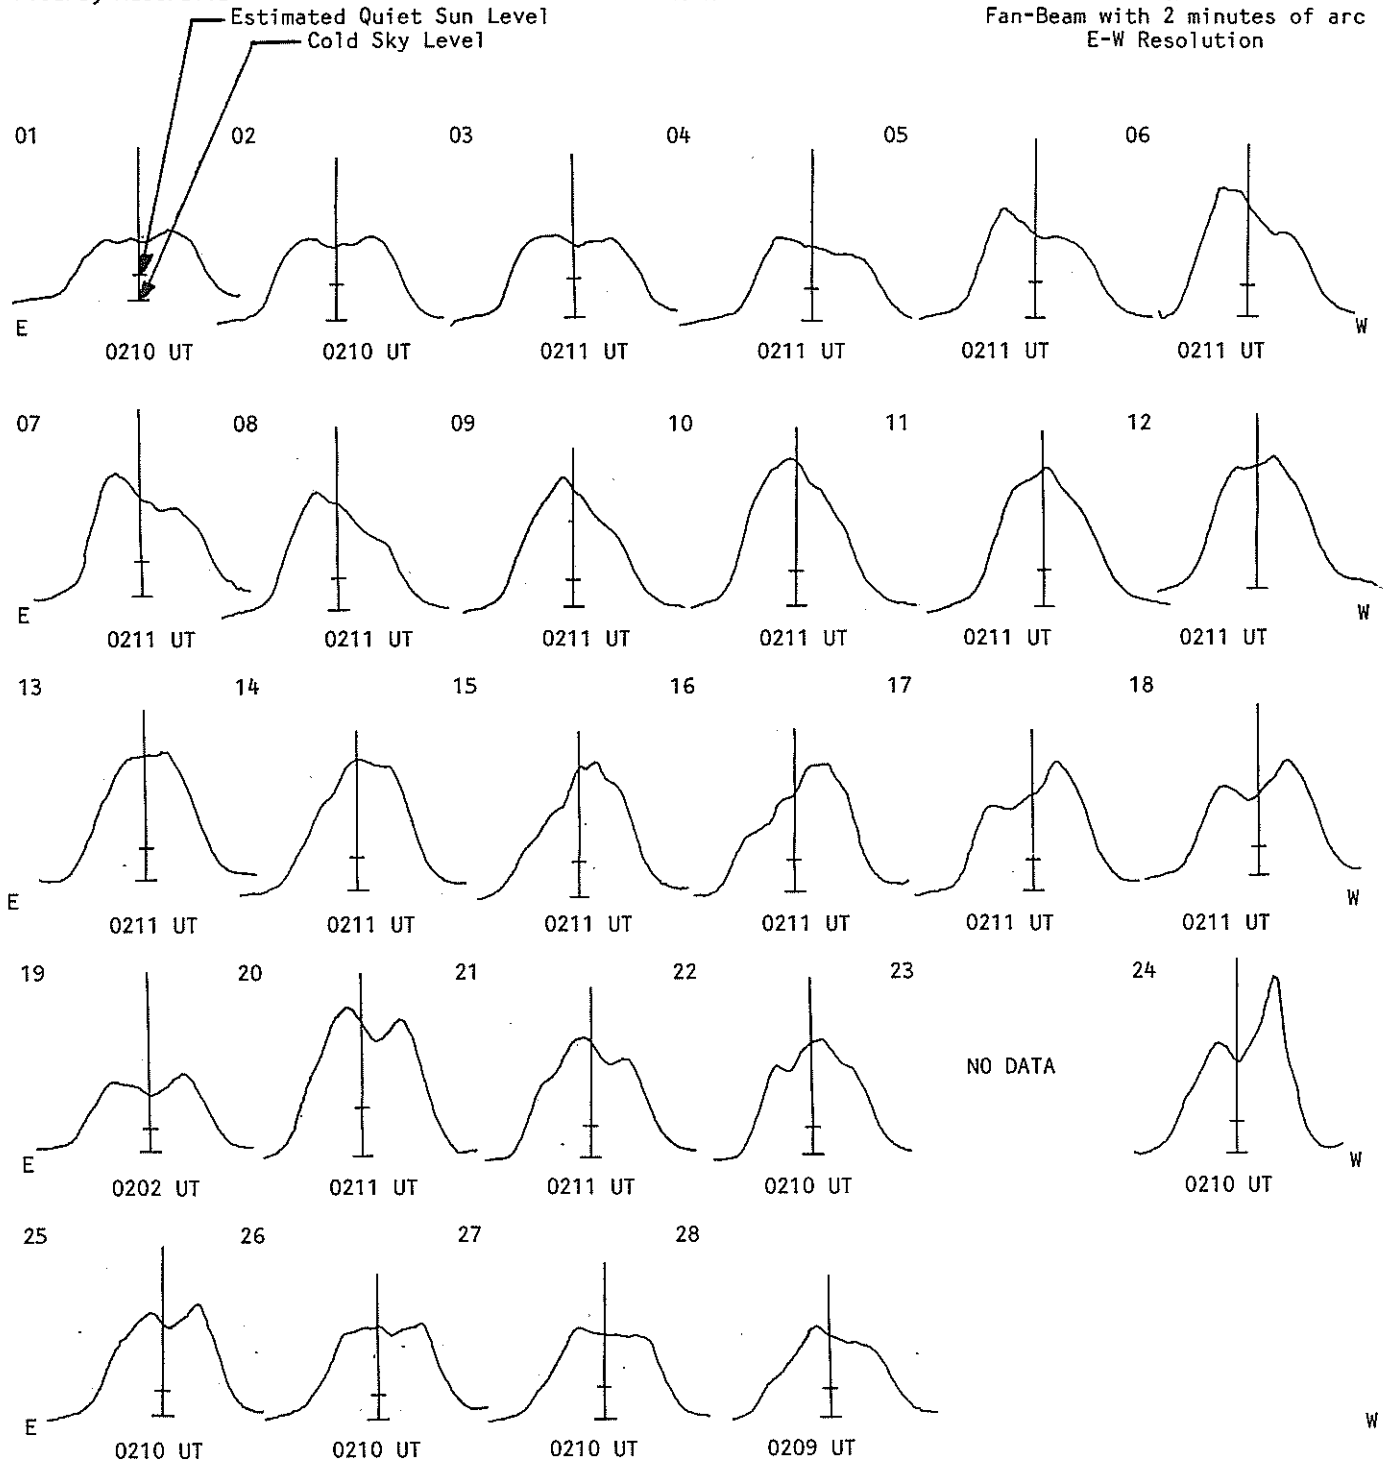 Estimated Quiet Sun Level
Cold Sky Level
Fan-Beam with 2 minutes of arc
E-W Resolution
01 02 03 04 05 06
E W
0210 UT 0210 UT 0211 UT 0211 UT 0211 UT 0211 UT
07 08 09 10 11 12
E W
0211 UT 0211 UT 0211 UT 0211 UT 0211 UT 0211 UT
13 14 15 16 17 18
E W
0211 UT 0211 UT 0211 UT 0211 UT 0211 UT 0211 UT
19 20 21 22 23 24
NO DATA
E W
0202 UT 0211 UT 0211 UT 0210 UT 0210 UT
25 26 27 28
E W
0210 UT 0210 UT 0210 UT 0209 UT